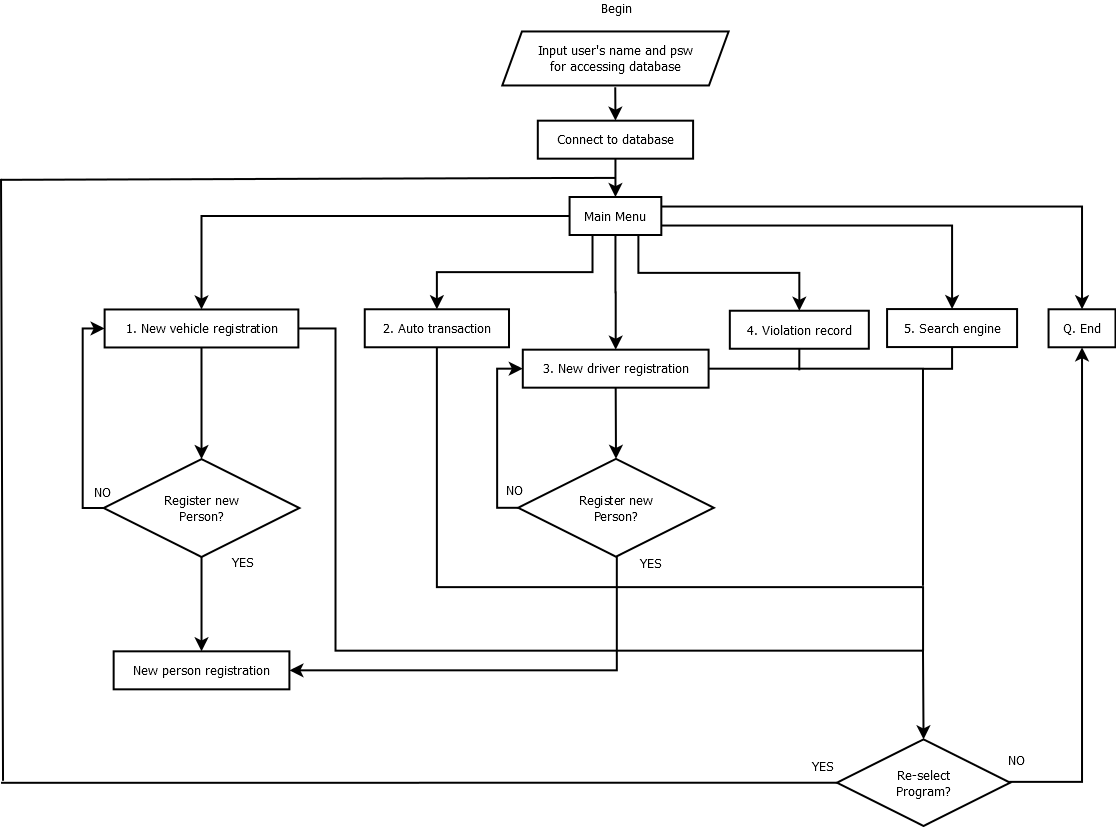 Begin
Input user's name and psw
for accessing database
Connect to database
Main Menu
1. New vehicle registration
2. Auto transaction
3. New driver registration
4. Violation record
5. Search engine
Q. End
NO
Register new
Person?
YES
NO
Register new
Person?
YES
New person registration
YES
Re-select
Program?
NO